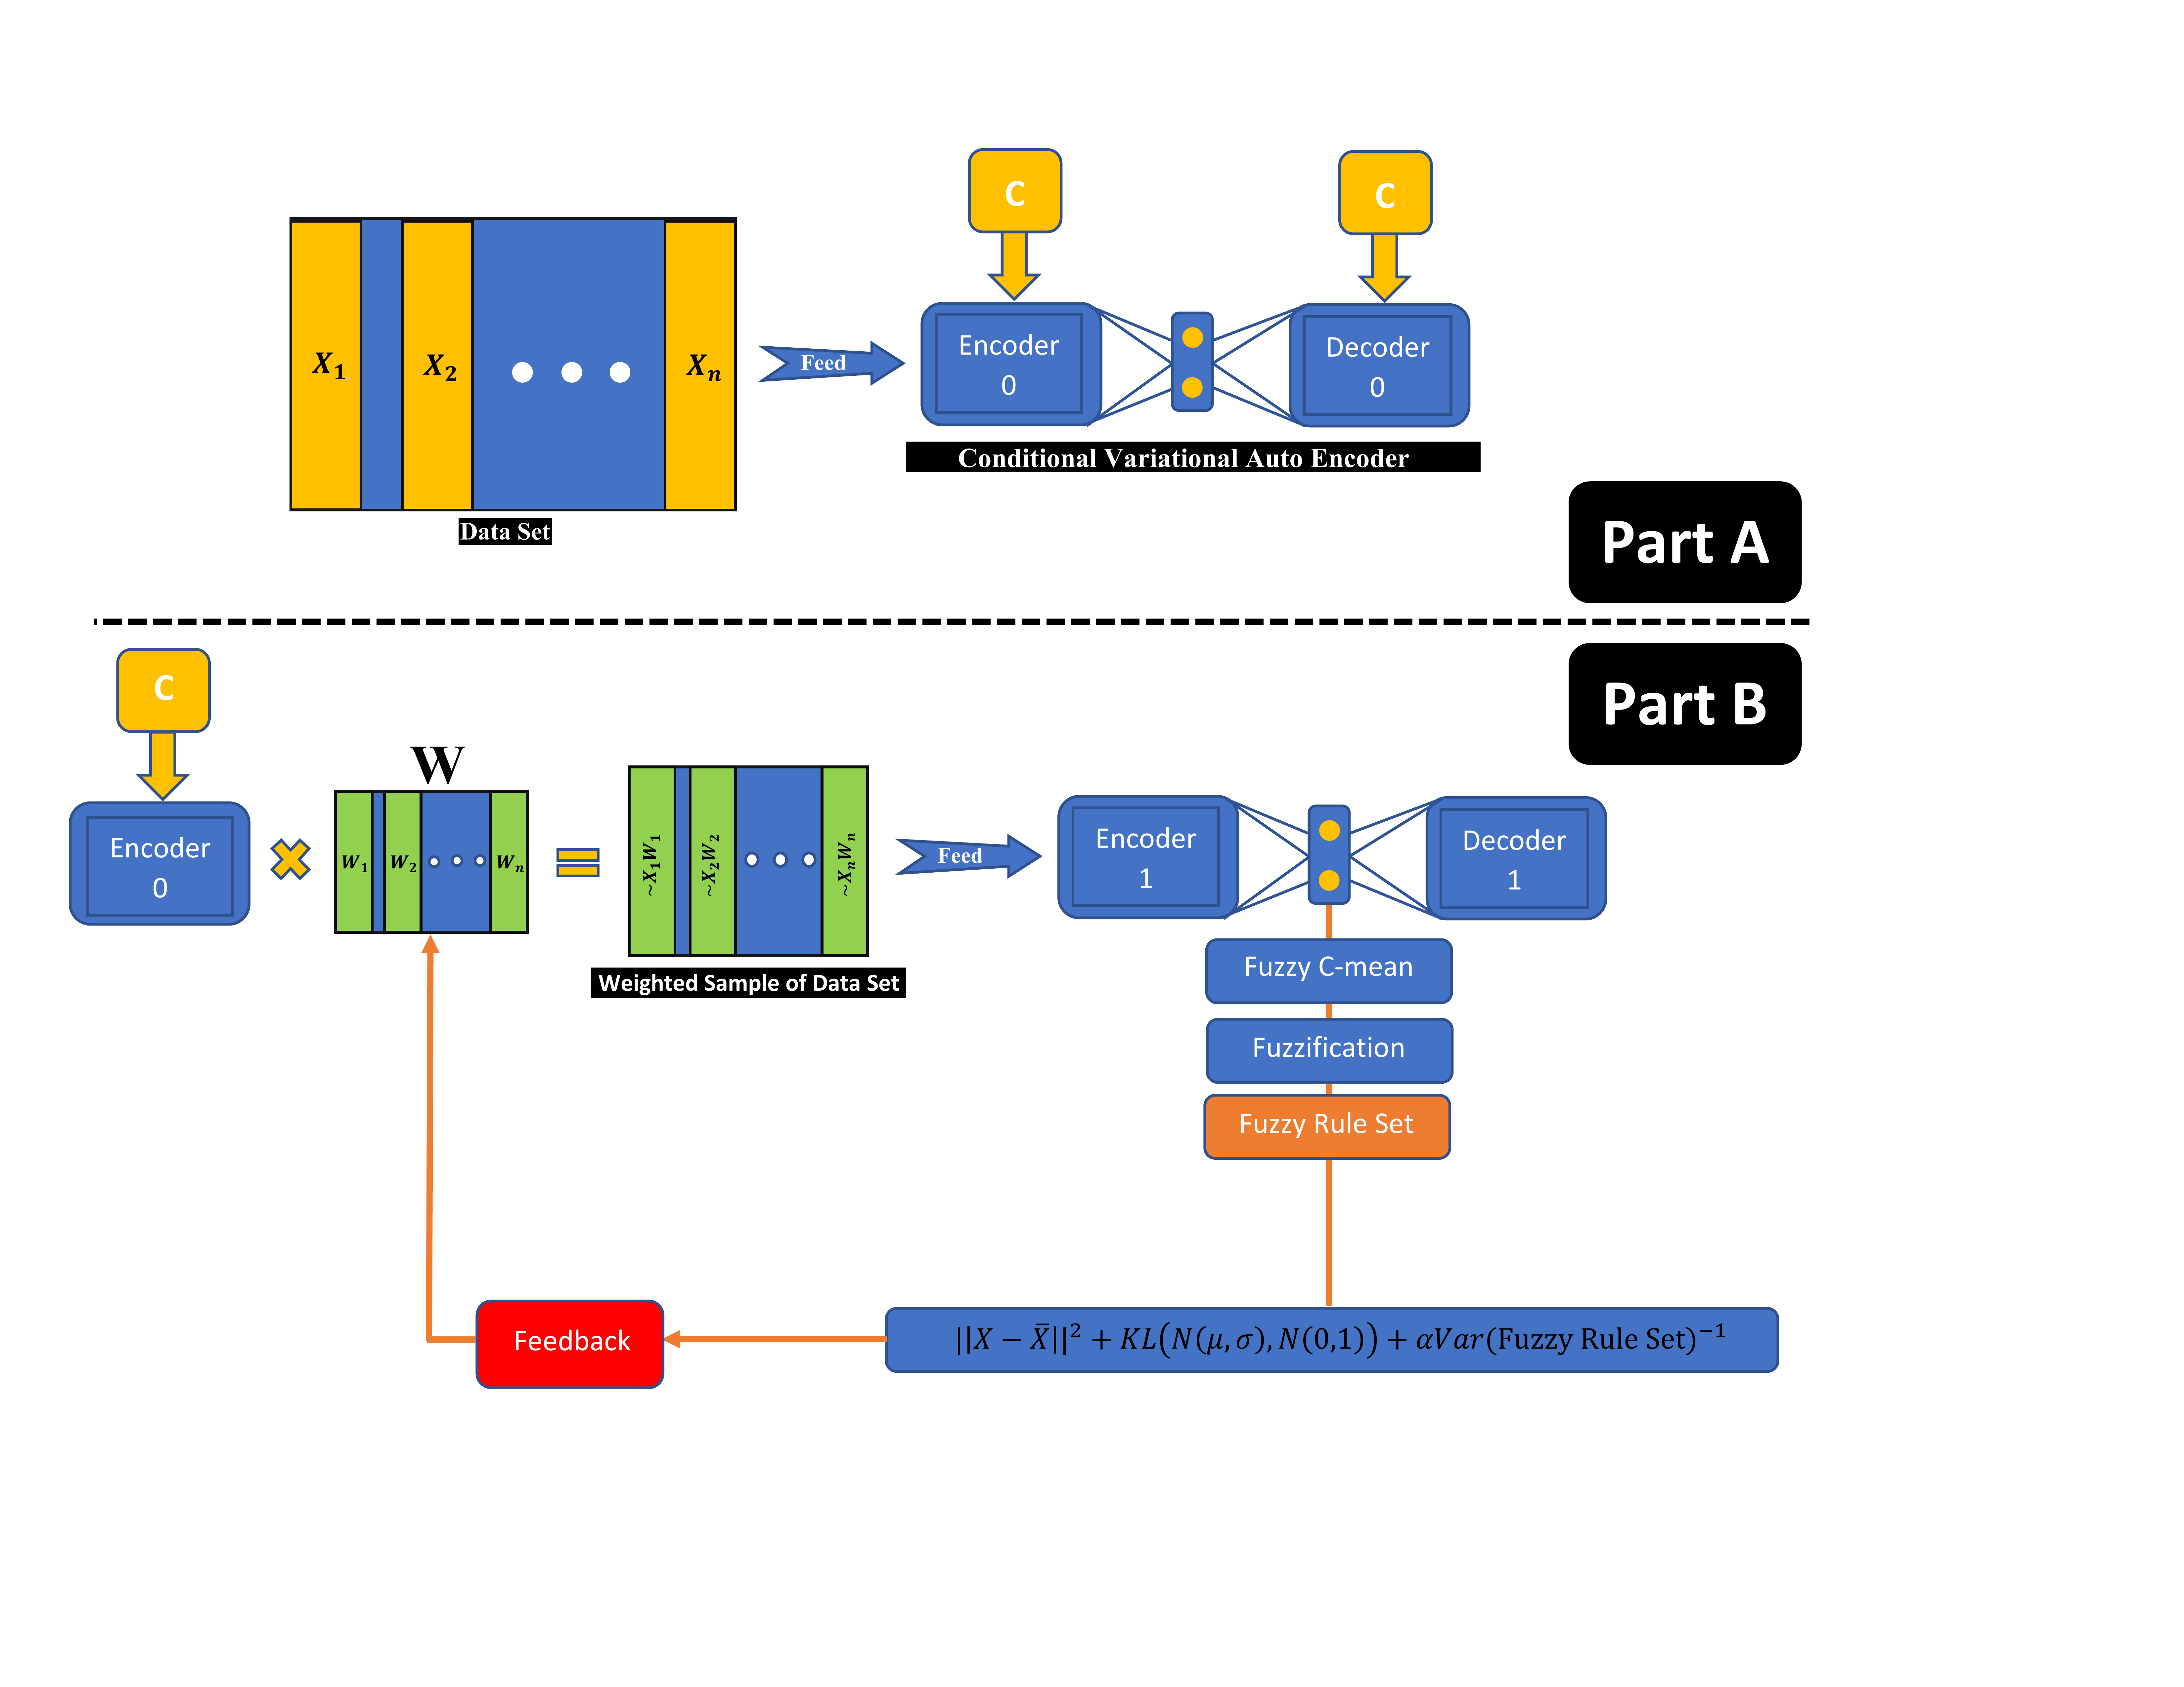 C
C
X₁
X₂
Xₙ
Feed
Encoder
0
Decoder
0
Conditional Variational Auto Encoder
Data Set
Part A
Part B
C
W
Encoder
0
W₁
W₂
Wₙ
~X₁W₁
~X₂W₂
~XₙWₙ
Feed
Encoder
1
Decoder
1
Weighted Sample of Data Set
Fuzzy C-mean
Fuzzification
Fuzzy Rule Set
Feedback
||X − X̄||² + KL(N(μ, σ), N(0,1)) + αVar(Fuzzy Rule Set)⁻¹